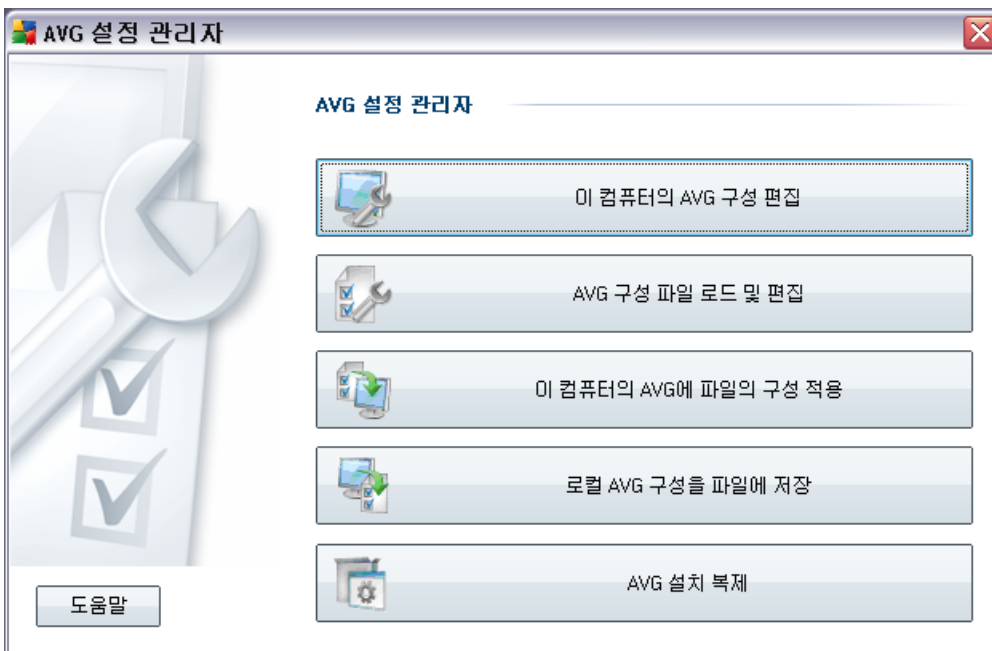 AVG 설정 관리자
AVG 설정 관리자
이 컴퓨터의 AVG 구성 편집
AVG 구성 파일 로드 및 편집
이 컴퓨터의 AVG에 파일의 구성 적용
로컬 AVG 구성을 파일에 저장
AVG 설치 복제
도움말